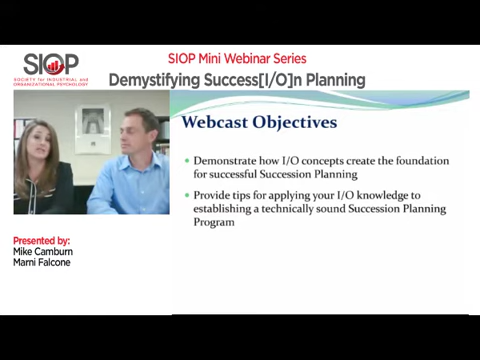 SIOP
SOCIETY for INDUSTRIAL and
ORGANIZATIONAL PSYCHOLOGY
SIOP Mini Webinar Series
Demystifying Success[I/O]n Planning
Webcast Objectives
• Demonstrate how I/O concepts create the foundation
for successful Succession Planning
• Provide tips for applying your I/O knowledge to
establishing a technically sound Succession Planning
Program
Presented by:
Mike Camburn
Marni Falcone